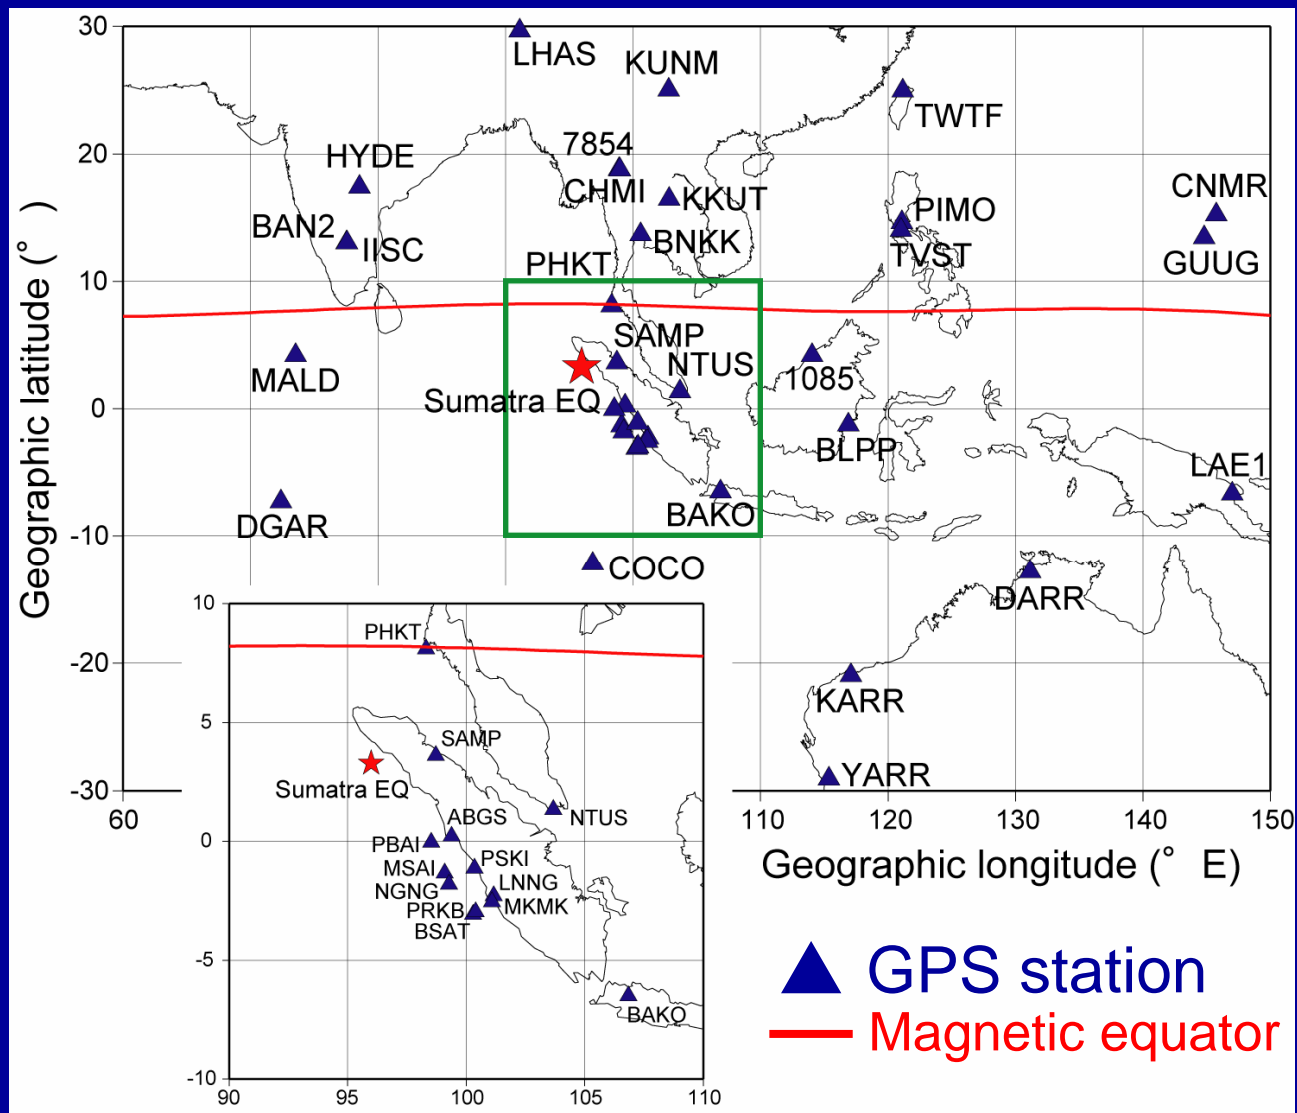 30
LHAS
KUNM
TWTF
7854
20
HYDE
CHMI
KKUT
CNMR
BAN2
IISC
BNKK
PIMO
TVST
GUUG
PHKT
10
SAMP
NTUS
MALD
1085
Sumatra EQ
0
BLPP
LAE1
BAKO
DGAR
-10
COCO
DARR
-20
KARR
YARR
-30
60
110
120
130
140
150
Geographic latitude (°)
Geographic longitude (° E)
10
PHKT
5
SAMP
Sumatra EQ
ABGS
NTUS
0
PBAI
PSKI
MSAI
LNNG
NGNG
MKMK
PRKB
BSAT
-5
BAKO
-10
90
95
100
105
110
GPS station
Magnetic equator